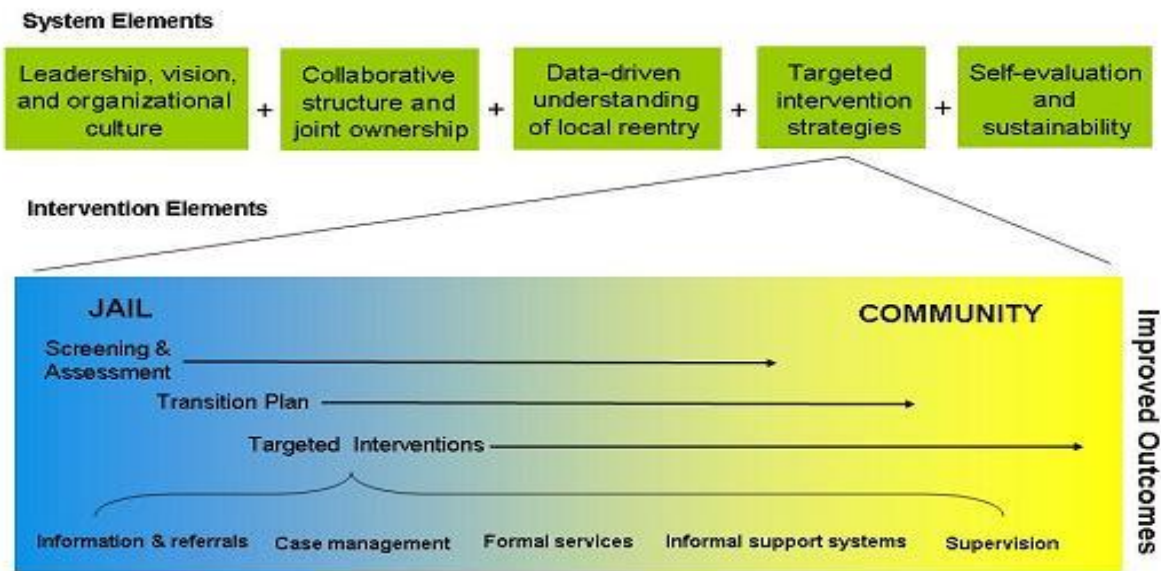 System Elements
Leadership, vision,
and organizational
culture
+
Collaborative
structure and
joint ownership
+
Data-driven
understanding
of local reentry
+
Targeted
intervention
strategies
+
Self-evaluation
and
sustainability
Intervention Elements
JAIL
COMMUNITY
Screening &
Assessment
Transition Plan
Targeted Interventions
Information & referrals
Case management
Formal services
Informal support systems
Supervision
Improved Outcomes